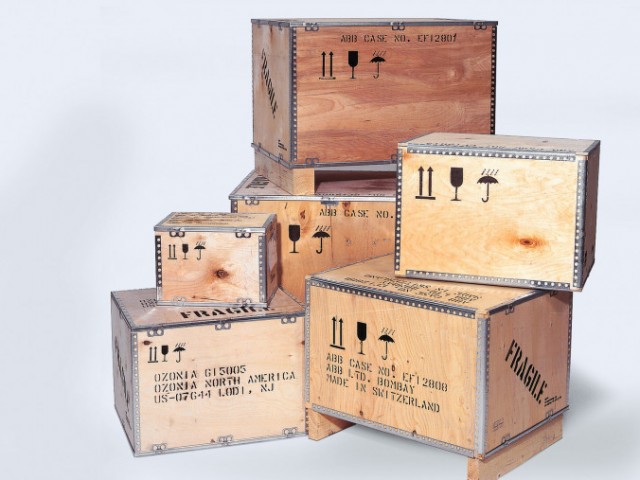 ABB CASE NO. EF12801
FRAGILE
ABB CASE NO.
FRAGILE
OZONIA G15005
OZONIA NORTH AMERICA
US-07644 LODI, NJ
ABB CASE NO. EF12808
ABB LTD. BOMBAY
MADE IN SWITZERLAND
FRAGILE